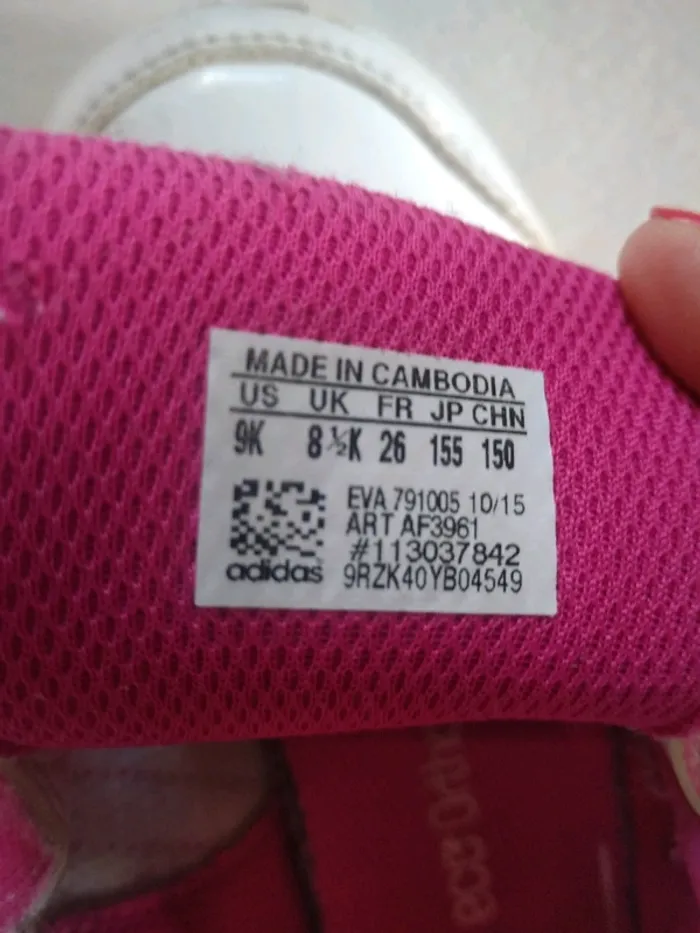 MADE IN CAMBODIA
US UK FR JP CHN
9K 8½K 26 155 150
EVA 791005 10/15
ART AF3961
#113037842
adidas 9RZK40YB04549